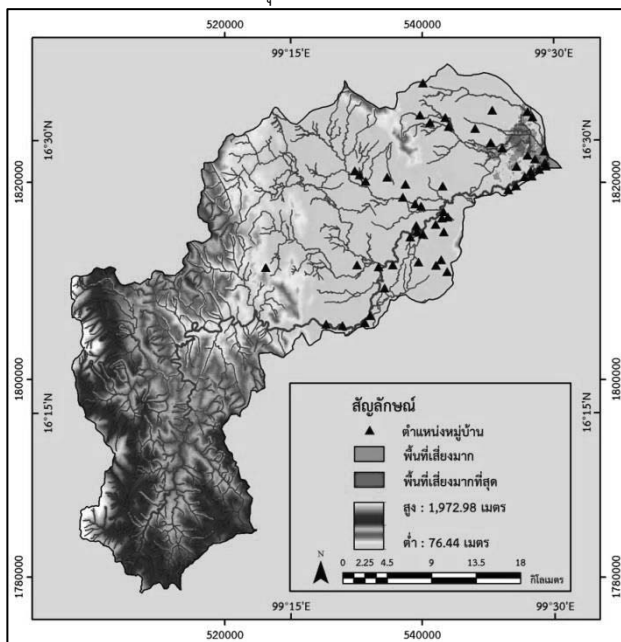 520000 540000
99°15'E 99°30'E
16°30'N 16°30'N
1820000 1820000
1800000 1800000
16°15'N 16°15'N
1780000 1780000
สัญลักษณ์
ตำแหน่งหมู่บ้าน
พื้นที่เสี่ยงมาก
พื้นที่เสี่ยงมากที่สุด
สูง : 1,972.98 เมตร
ต่ำ : 76.44 เมตร
N
0 2.25 4.5 9 13.5 18
กิโลเมตร
99°15'E 99°30'E
520000 540000